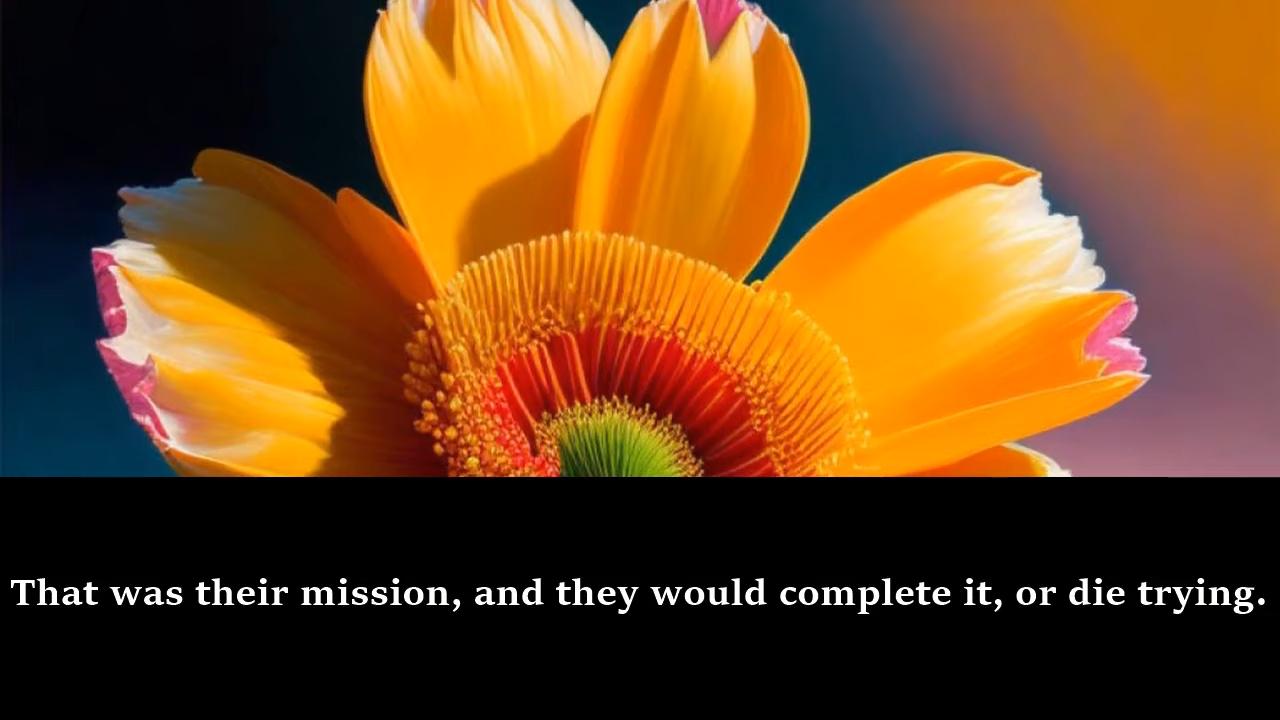 That was their mission, and they would complete it, or die trying.